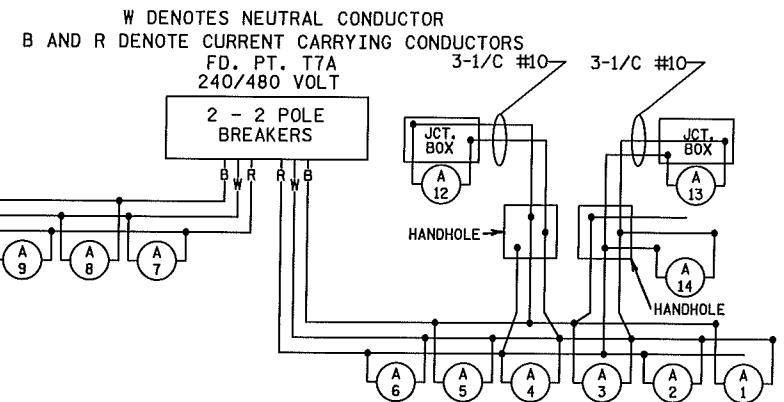 W DENOTES NEUTRAL CONDUCTOR
B AND R DENOTE CURRENT CARRYING CONDUCTORS
FD. PT. T7A
240/480 VOLT
3-1/C #10
3-1/C #10
2 - 2 POLE
BREAKERS
JCT.
BOX
JCT.
BOX
B W R
R W B
A
12
A
13
HANDHOLE
A
9
A
8
A
7
A
14
HANDHOLE
A
6
A
5
A
4
A
3
A
2
A
1